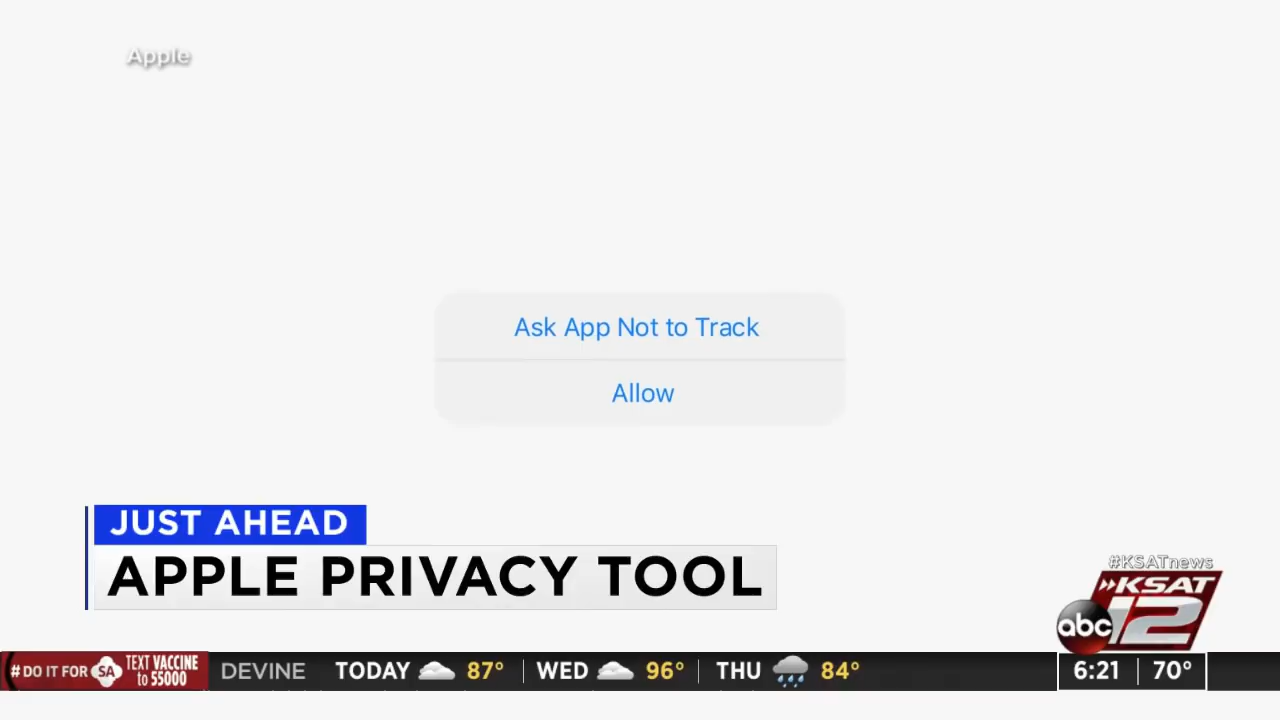 Apple
Ask App Not to Track
Allow
JUST AHEAD
APPLE PRIVACY TOOL
#KSATnews
KSAT
abc 12
#DO IT FOR SA TEXT VACCINE to 55000 DEVINE TODAY 87° WED 96° THU 84° 6:21 70°